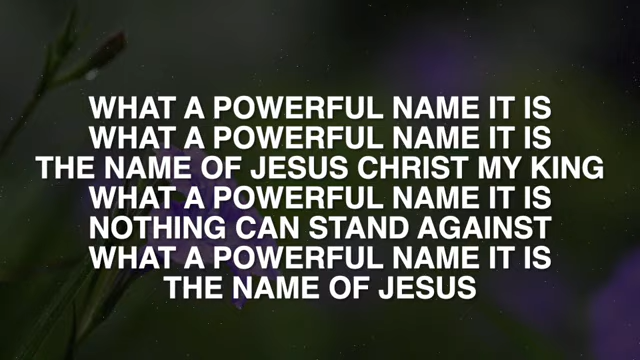 WHAT A POWERFUL NAME IT IS
WHAT A POWERFUL NAME IT IS
THE NAME OF JESUS CHRIST MY KING
WHAT A POWERFUL NAME IT IS
NOTHING CAN STAND AGAINST
WHAT A POWERFUL NAME IT IS
THE NAME OF JESUS